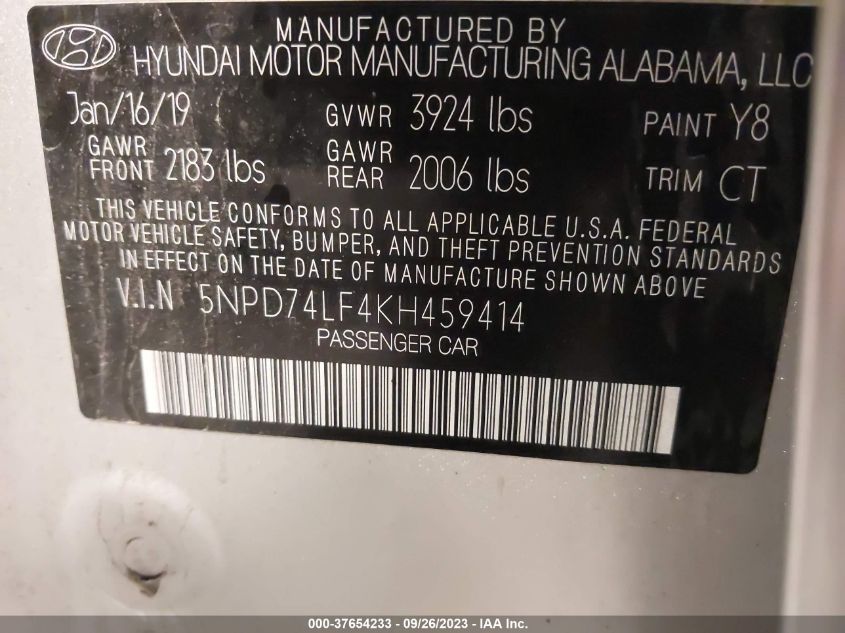 MANUFACTURED BY
HYUNDAI MOTOR MANUFACTURING ALABAMA, LLC
Jan/16/19 GVWR 3924 lbs PAINT Y8
GAWR FRONT 2183 lbs GAWR REAR 2006 lbs TRIM CT
THIS VEHICLE CONFORMS TO ALL APPLICABLE U.S.A. FEDERAL
MOTOR VEHICLE SAFETY, BUMPER, AND THEFT PREVENTION STANDARDS
IN EFFECT ON THE DATE OF MANUFACTURE SHOWN ABOVE
V.I.N 5NPD74LF4KH459414
PASSENGER CAR
000-37654233 - 09/26/2023 - IAA Inc.